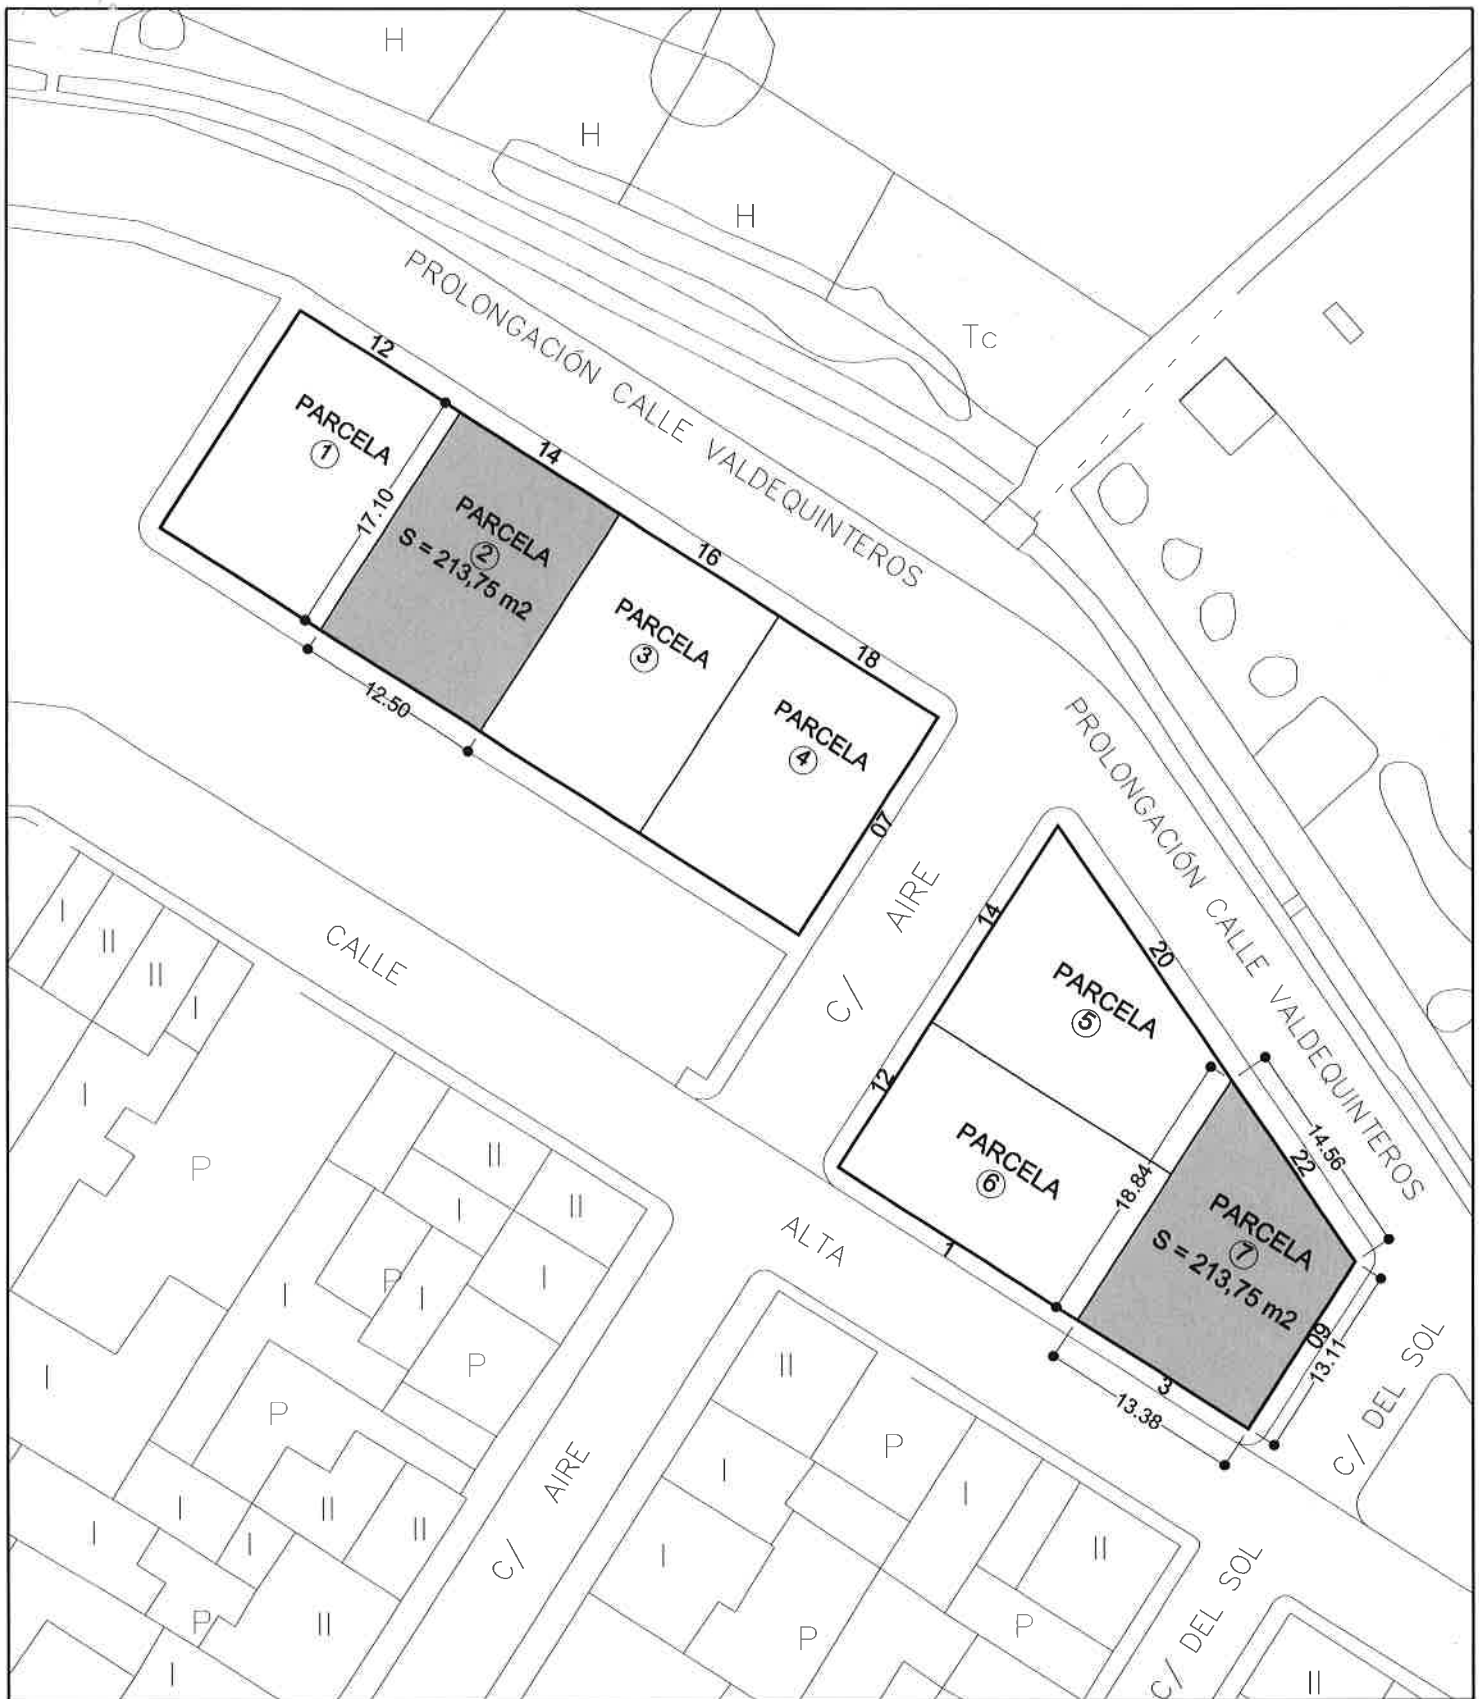 H
H
H
Tc
PROLONGACIÓN CALLE VALDEQUINTEROS
12
14
16
18
PARCELA
1
17.10
PARCELA
2
S = 213,75 m2
12.50
PARCELA
3
PARCELA
4
07
PROLONGACIÓN CALLE VALDEQUINTEROS
C/ AIRE
14
20
PARCELA
5
12
PARCELA
6
1
18.84
14.56
22
PARCELA
7
S = 213,75 m2
09
13.11
3
13.38
CALLE
ALTA
C/ DEL SOL
C/ AIRE
C/ DEL SOL
I
II
II
I
I
P
I
II
II
I
I
P
I
I
P
P
II
I
P
I
II
I
II
I
I
I
II
II
P
II
I
P
P
II